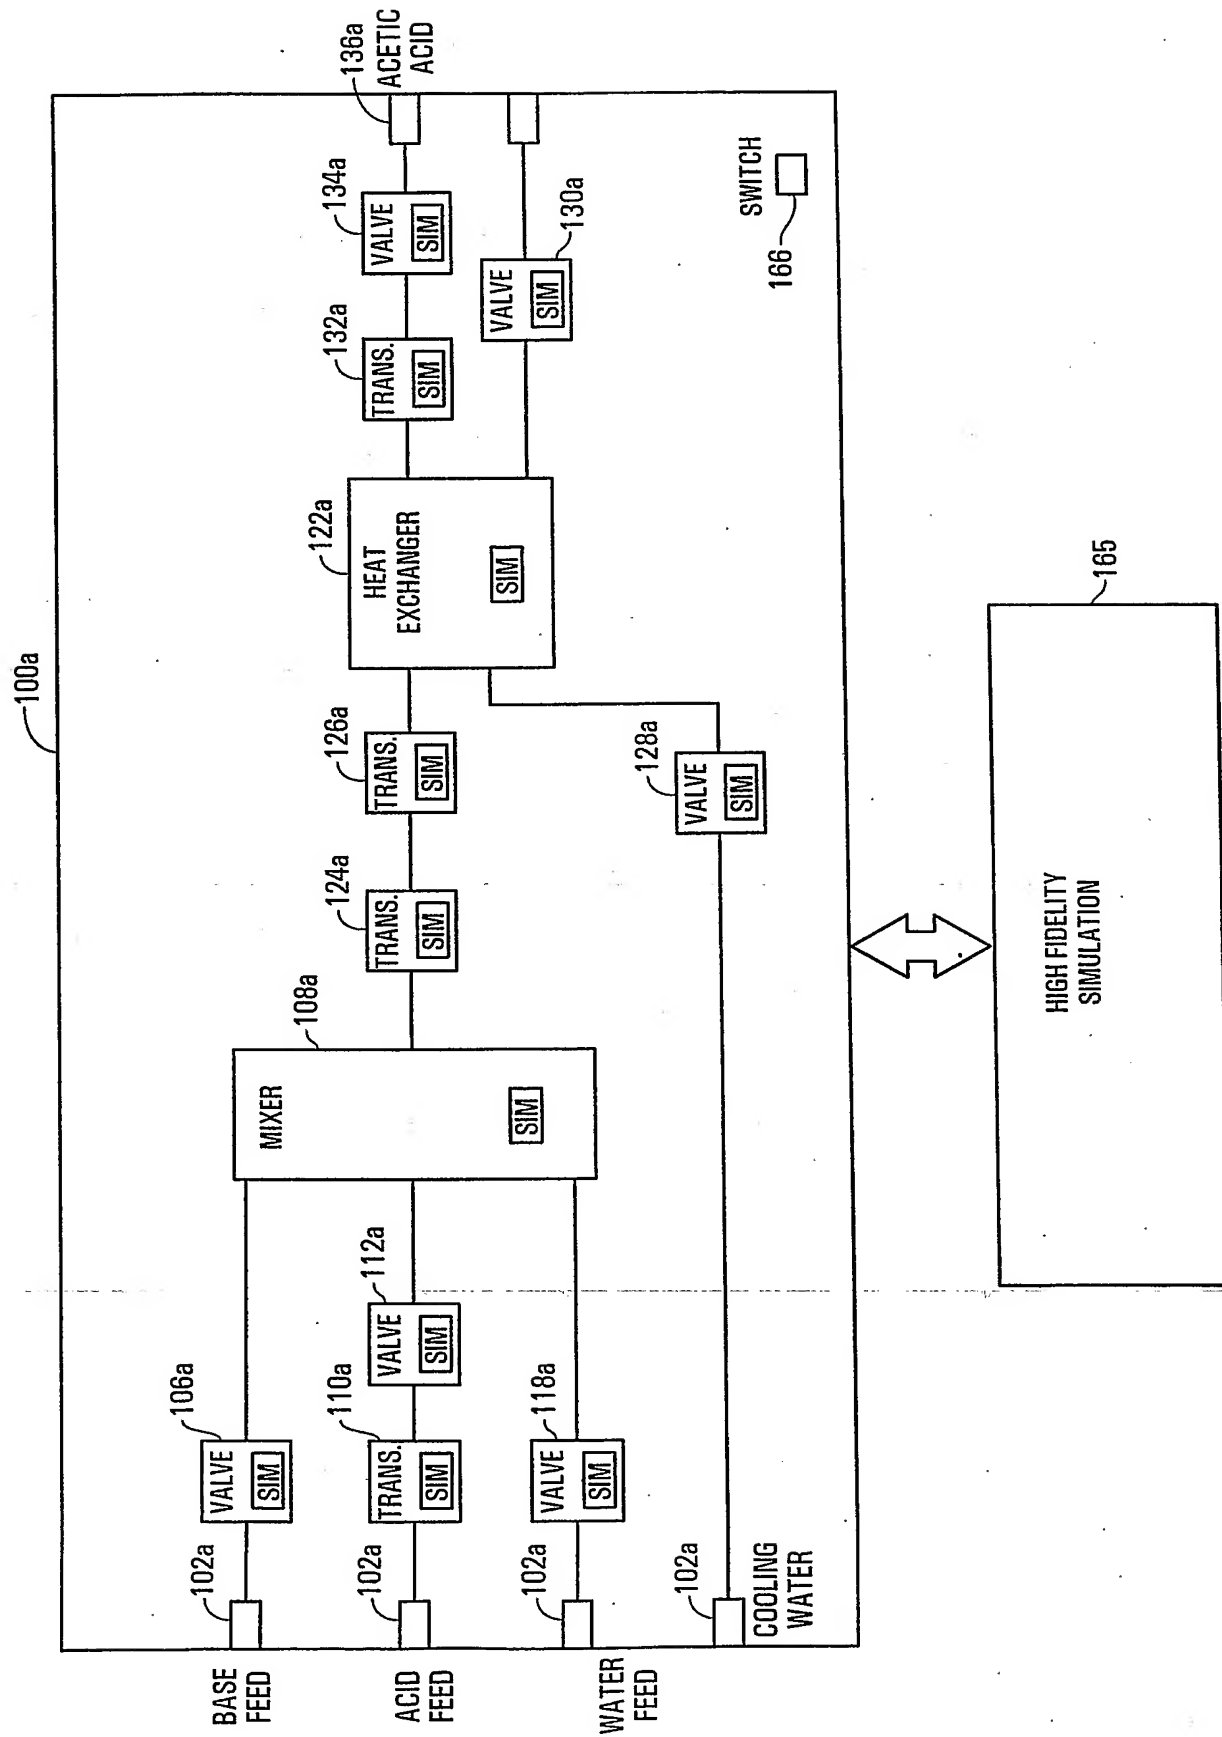 100a
BASE
FEED
102a
VALVE
SIM
106a
ACID
FEED
102a
TRANS.
SIM
110a
VALVE
SIM
112a
WATER
FEED
102a
VALVE
SIM
118a
102a
COOLING
WATER
MIXER
SIM
108a
TRANS.
SIM
124a
TRANS.
SIM
126a
VALVE
SIM
128a
HEAT
EXCHANGER
SIM
122a
TRANS.
SIM
132a
VALVE
SIM
134a
136a
ACETIC
ACID
VALVE
SIM
130a
SWITCH
166
HIGH FIDELITY
SIMULATION
165